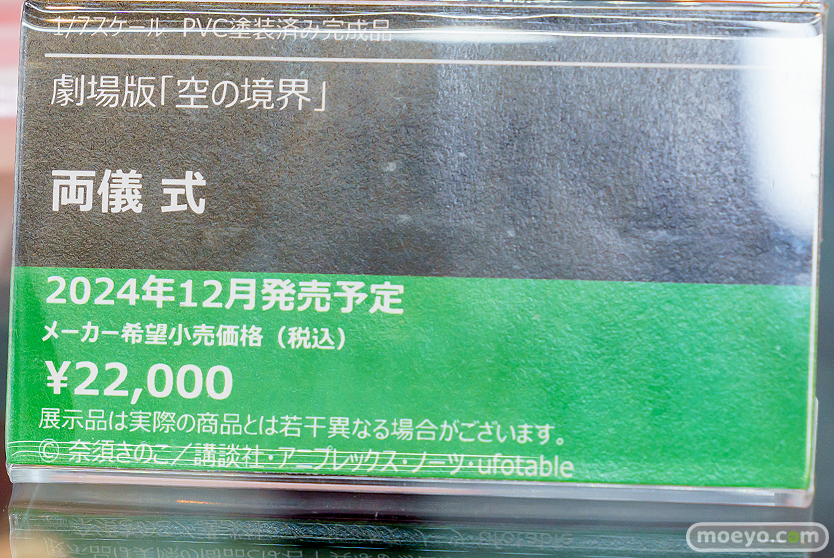 1/7スケール PVC塗装済み完成品
劇場版「空の境界」
両儀 式
2024年12月発売予定
メーカー希望小売価格（税込）
¥22,000
展示品は実際の商品とは若干異なる場合がございます。
© 奈須きのこ／講談社・アニプレックス・ノーツ・ufotable
moeyo.com